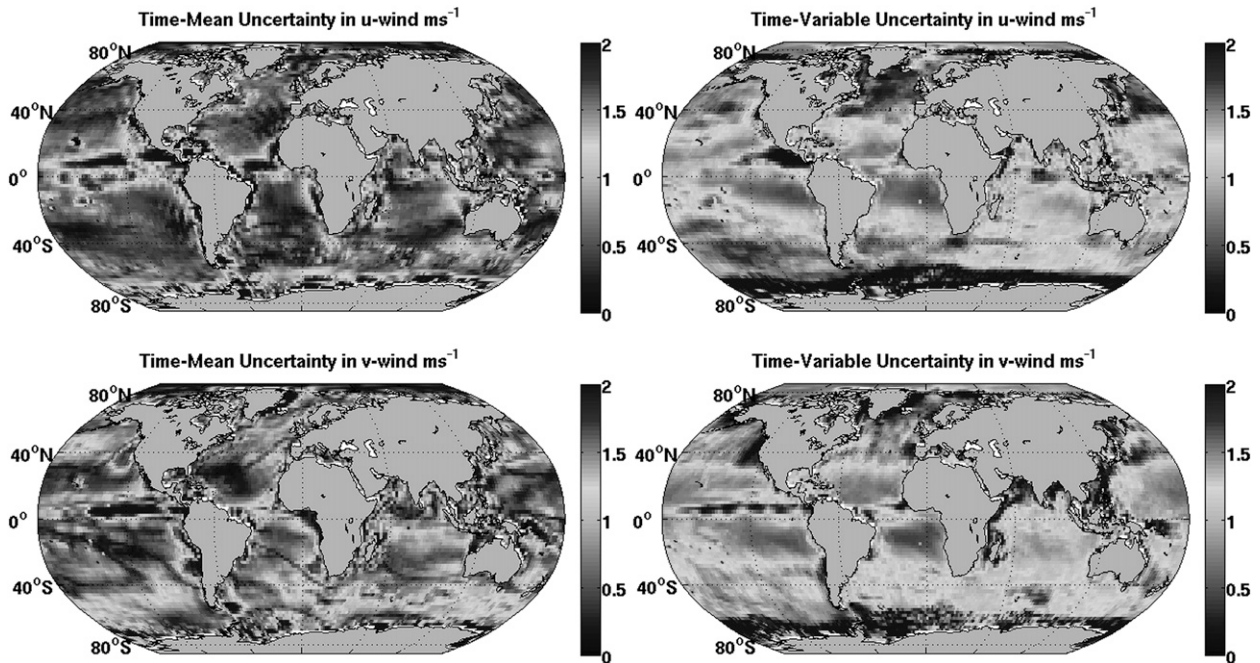 Time-Mean Uncertainty in u-wind ms⁻¹
80°N
40°N
0°
40°S
80°S
2
1.5
1
0.5
0
Time-Variable Uncertainty in u-wind ms⁻¹
80°N
40°N
0°
40°S
80°S
2
1.5
1
0.5
0
Time-Mean Uncertainty in v-wind ms⁻¹
80°N
40°N
0°
40°S
80°S
2
1.5
1
0.5
0
Time-Variable Uncertainty in v-wind ms⁻¹
80°N
40°N
0°
40°S
80°S
2
1.5
1
0.5
0